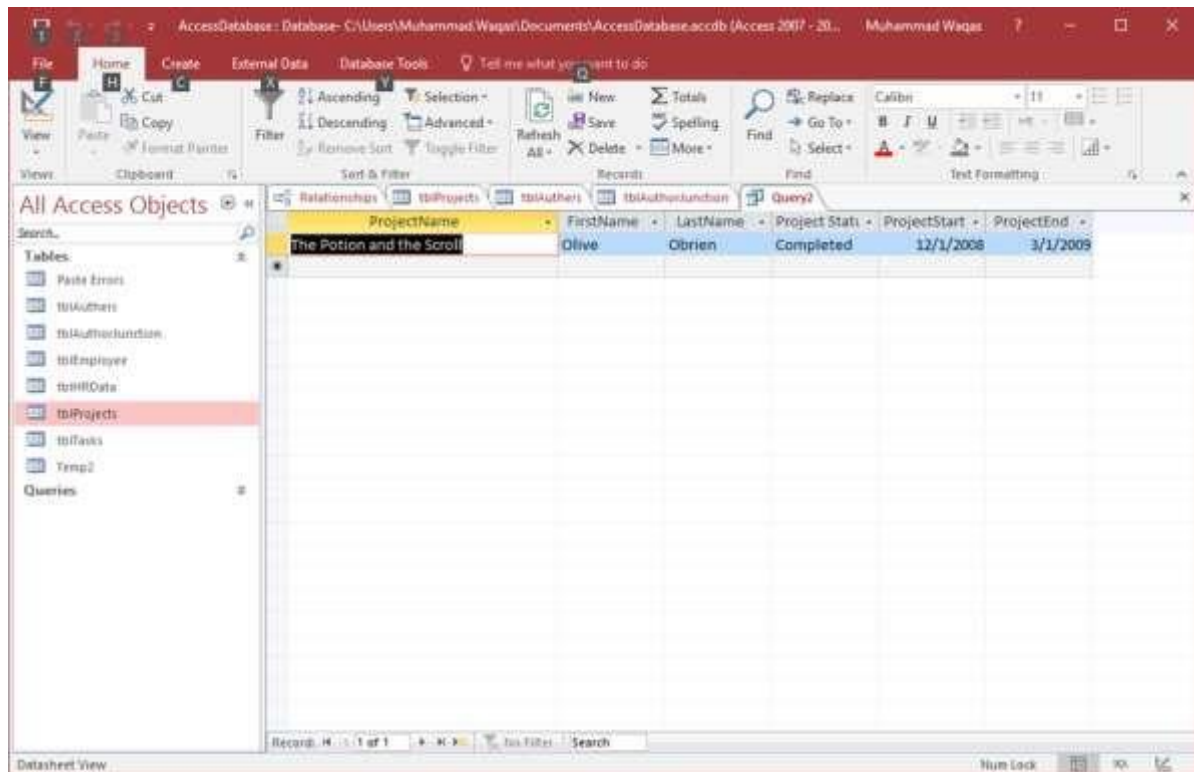 AccessDatabase : Database- C:\Users\Muhammad.Waqas\Documents\AccessDatabase.accdb (Access 2007 - 20... Muhammad Waqas ?
File Home Create External Data Database Tools Tell me what you want to do
F H C X Y Q
Cut Ascending Selection New Totals Replace Calibri 11
Copy Descending Advanced Save Spelling Go To B I U
View Paste Format Painter Filter Remove Sort Toggle Filter Refresh All Delete More Find Select A
Views Clipboard Sort & Filter Records Find Text Formatting
All Access Objects
Relationships tblProjects tblAuthers tblAuthorJunction Query2
Search..
Tables
Paste Errors
tblAuthers
tblAuthorJunction
tblEmployee
tblHRData
tblProjects
tblTasks
Temp2
Queries
ProjectName FirstName LastName Project Statu ProjectStart ProjectEnd
The Potion and the Scroll Olive Obrien Completed 12/1/2008 3/1/2009
Record: 1 of 1 No Filter Search
Datasheet View Num Lock